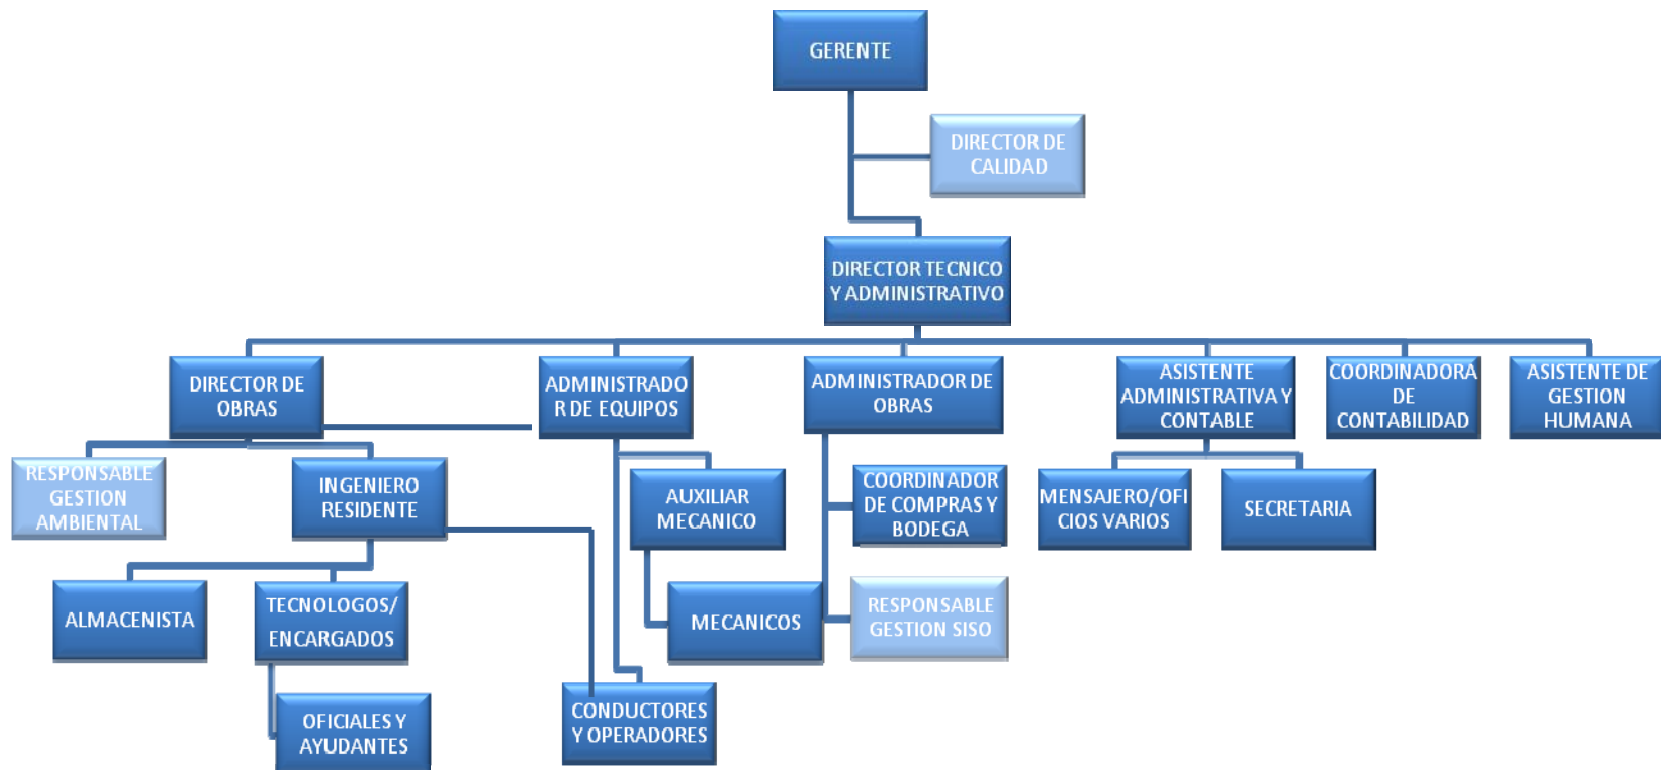 GERENTE
DIRECTOR DE
CALIDAD
DIRECTOR TECNICO
Y ADMINISTRATIVO
DIRECTOR DE
OBRAS
ADMINISTRADO
R DE EQUIPOS
ADMINISTRADOR DE
OBRAS
ASISTENTE
ADMINISTRATIVA Y
CONTABLE
COORDINADORA
DE
CONTABILIDAD
ASISTENTE DE
GESTION
HUMANA
RESPONSABLE
GESTION
AMBIENTAL
INGENIERO
RESIDENTE
AUXILIAR
MECANICO
COORDINADOR
DE COMPRAS Y
BODEGA
MENSAJERO/OFI
CIOS VARIOS
SECRETARIA
ALMACENISTA
TECNOLOGOS/
ENCARGADOS
MECANICOS
RESPONSABLE
GESTION SISO
OFICIALES Y
AYUDANTES
CONDUCTORES
Y OPERADORES